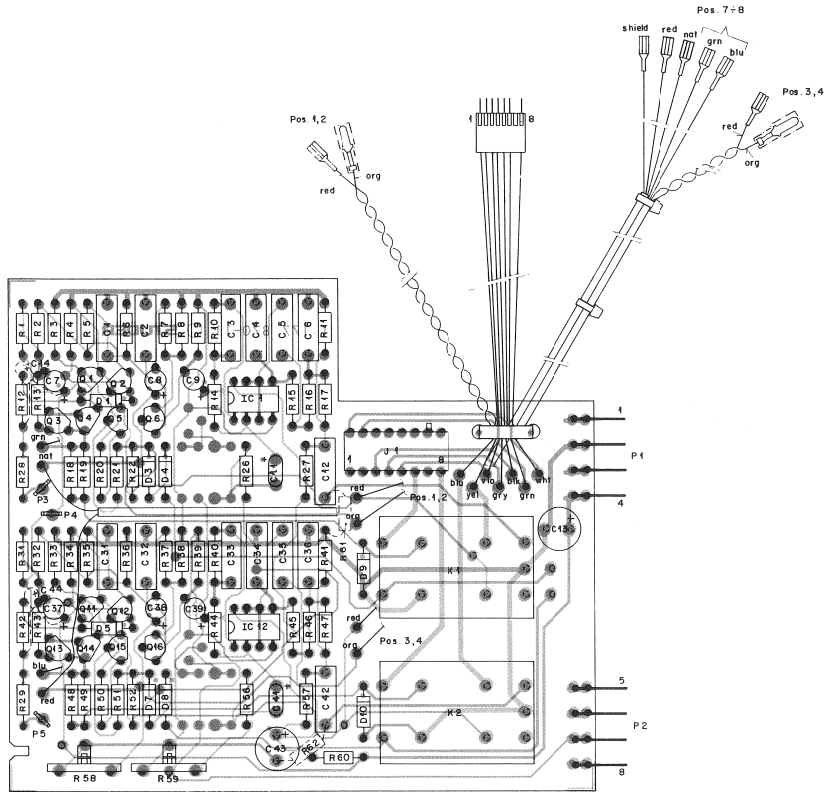 Pos. 7÷8
shield red nat grn blu
Pos. 3,4
red
org
Pos. 1,2
red
org
1 8
R1 R2 R3 R4 R5 C1 R6 C2 R7 R8 R9 R10 C3 C4 C5 C6 R11
C14
C7 Q1 Q2 C8 C9
R12 R13 D1 R14 IC1 R15 R16 R17
Q3 Q4 Q5 Q6
grn
nat
R28 R18 R19 R20 R21 R22 D3 D4 R26 C11 R27 C12
P3
P4
1 J1 8
blu vio blk wht
yel gry grn
1
P1
4
red
Pos.1,2
org
R61
C13
R31 R32 R33 R34 R35 C31 R36 C32 R37 R38 R39 R40 C33 C34 C35 C36 R41
D9
K1
C44
C37 Q11 Q12 C38 C39
R42 R43 D5 R44 IC12 R45 R46 R47
Q13 Q14 Q15 Q16
red
org
Pos. 3,4
blu
red
R29 R48 R49 R50 R51 R52 D7 D8 R56 C41 R57 C42
D10
K2
P5
5
P2
8
C43 R62
R60
R58 R59